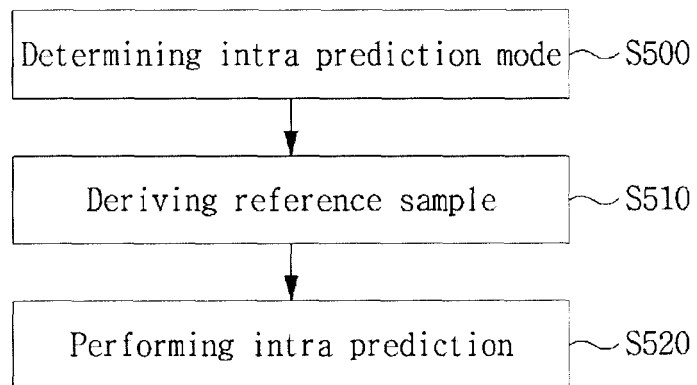 Determining intra prediction mode S500
Deriving reference sample S510
Performing intra prediction S520